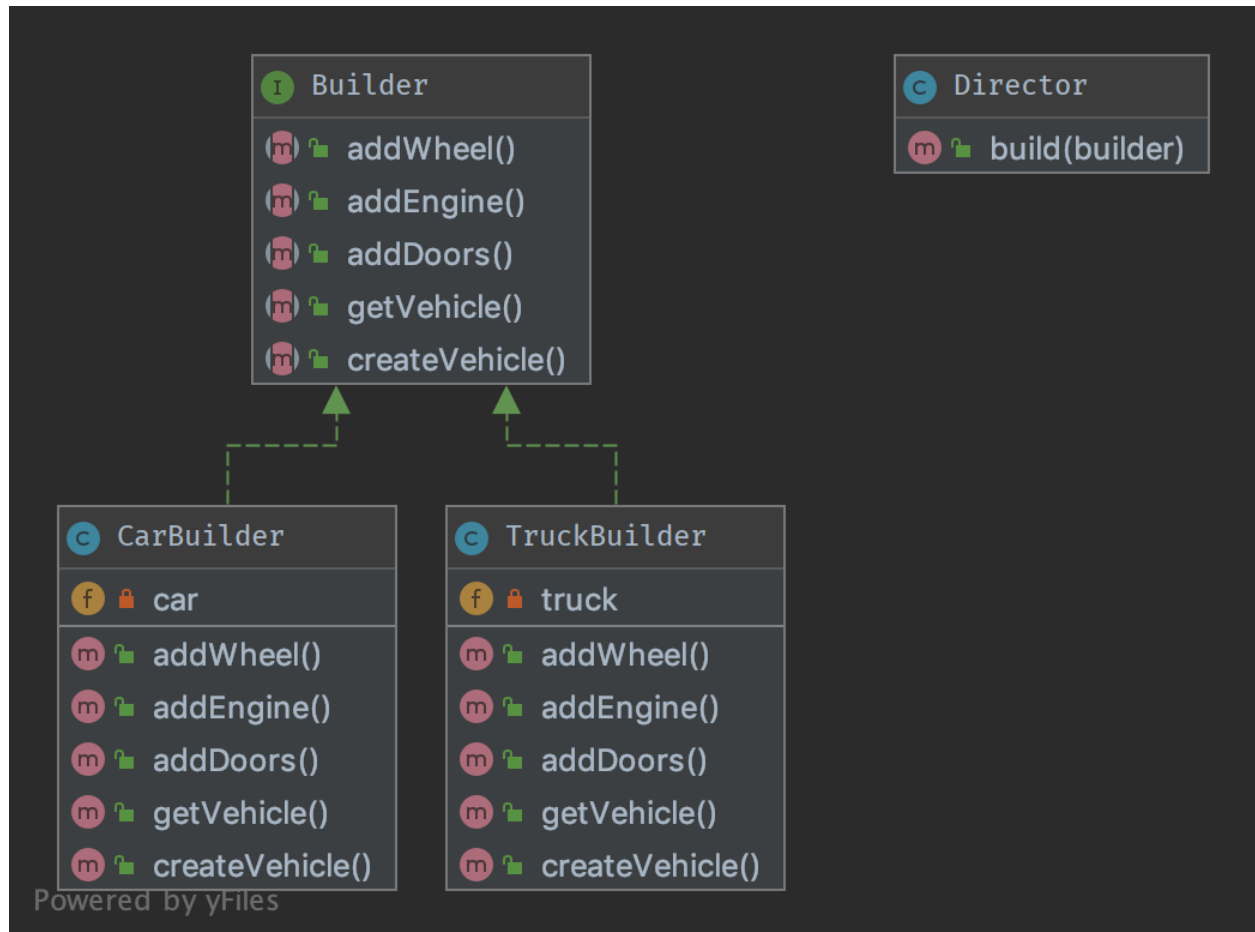 I Builder
m addWheel()
m addEngine()
m addDoors()
m getVehicle()
m createVehicle()
C Director
m build(builder)
C CarBuilder
f car
m addWheel()
m addEngine()
m addDoors()
m getVehicle()
m createVehicle()
C TruckBuilder
f truck
m addWheel()
m addEngine()
m addDoors()
m getVehicle()
m createVehicle()
Powered by yFiles